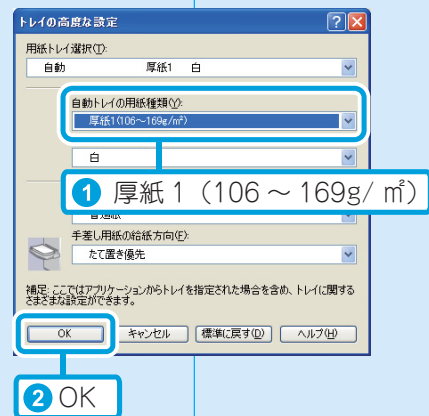 トレイの高度な設定
用紙トレイ選択(T):
自動 厚紙1 白
自動トレイの用紙種類(Y):
厚紙1(106～169g/㎡)
白
1 厚紙 1 （106 ～ 169g/ ㎡）
手差し用紙の給紙方向(F):
たて置き優先
補足: ここではアプリケーションからトレイを指定された場合を含め、トレイに関する
さまざまな設定ができます。
OK キャンセル 標準に戻す(D) ヘルプ(H)
2 OK